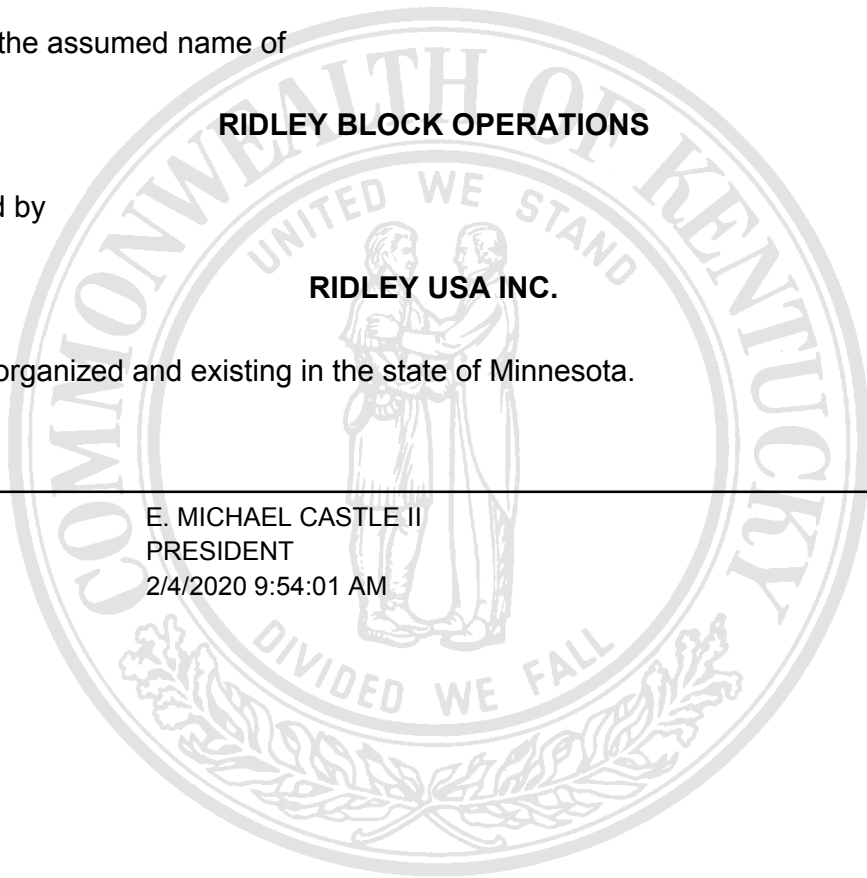 the assumed name of
RIDLEY BLOCK OPERATIONS
d by
RIDLEY USA INC.
organized and existing in the state of Minnesota.
E. MICHAEL CASTLE II
PRESIDENT
2/4/2020 9:54:01 AM
COMMONWEALTH OF KENTUCKY
UNITED WE STAND
DIVIDED WE FALL